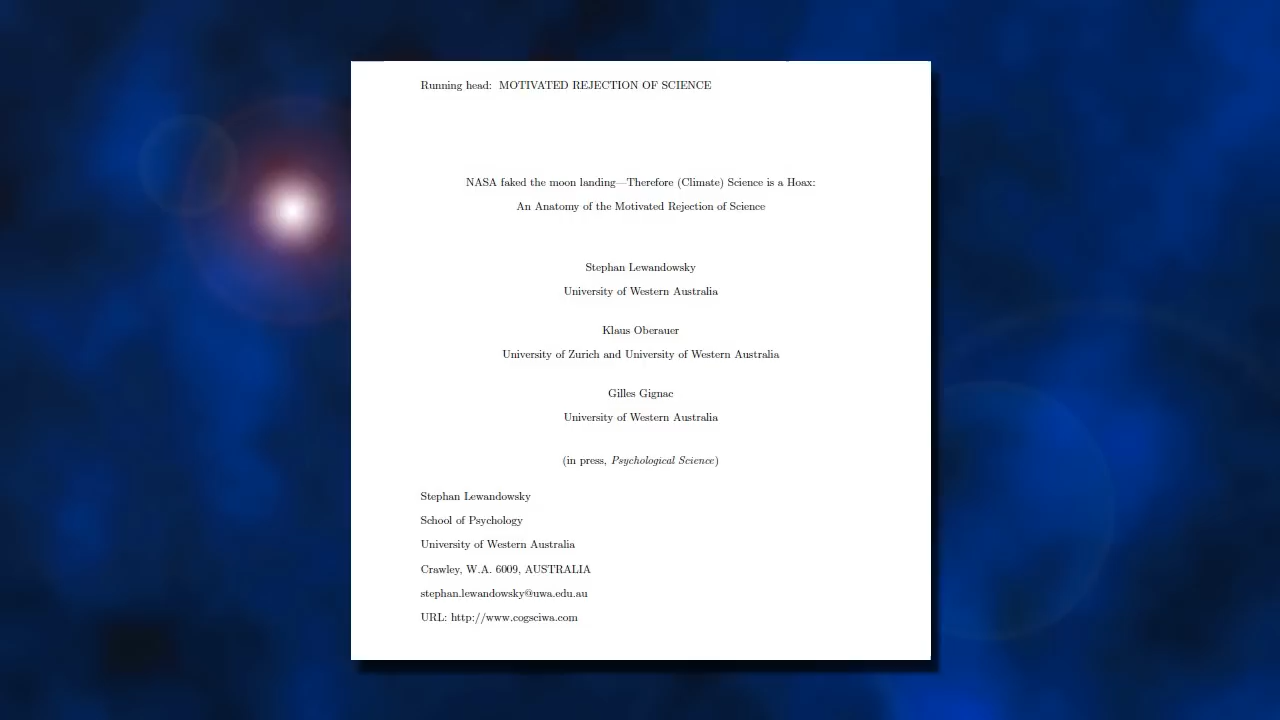 Running head: MOTIVATED REJECTION OF SCIENCE
NASA faked the moon landing—Therefore (Climate) Science is a Hoax:
An Anatomy of the Motivated Rejection of Science
Stephan Lewandowsky
University of Western Australia
Klaus Oberauer
University of Zurich and University of Western Australia
Gilles Gignac
University of Western Australia
(in press, Psychological Science)
Stephan Lewandowsky
School of Psychology
University of Western Australia
Crawley, W.A. 6009, AUSTRALIA
stephan.lewandowsky@uwa.edu.au
URL: http://www.cogsciwa.com